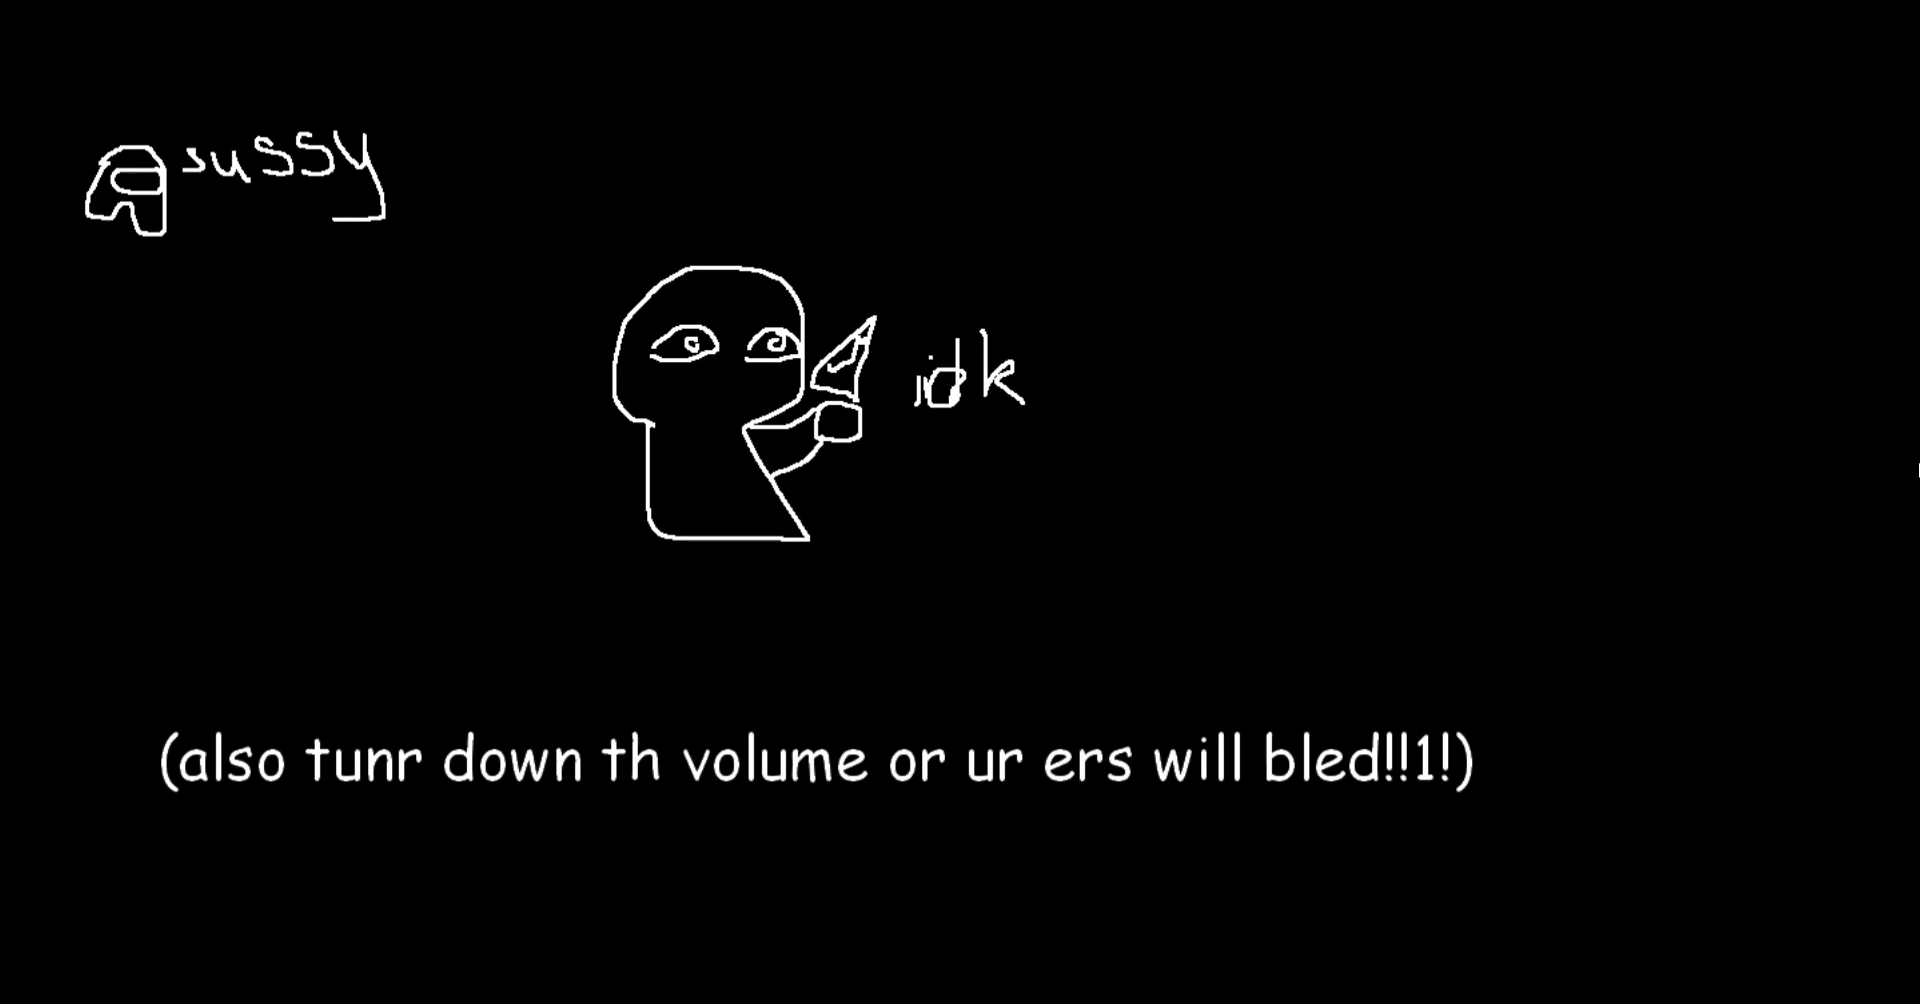 sussy
idk
(also tunr down th volume or ur ers will bled!!1!)